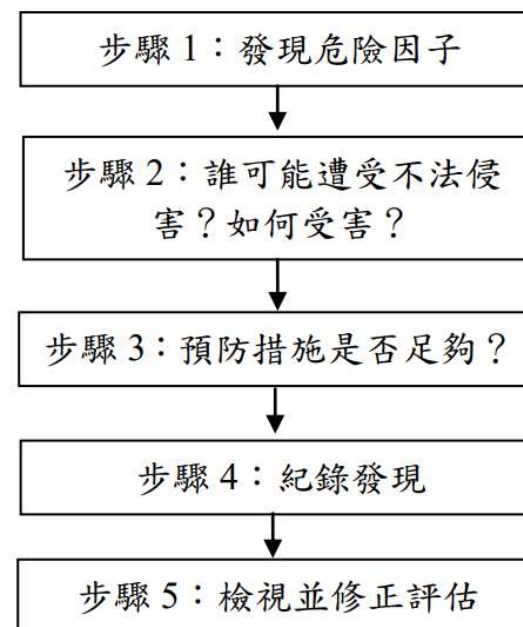 步驟 1：發現危險因子
步驟 2：誰可能遭受不法侵
害？如何受害？
步驟 3：預防措施是否足夠？
步驟 4：紀錄發現
步驟 5：檢視並修正評估